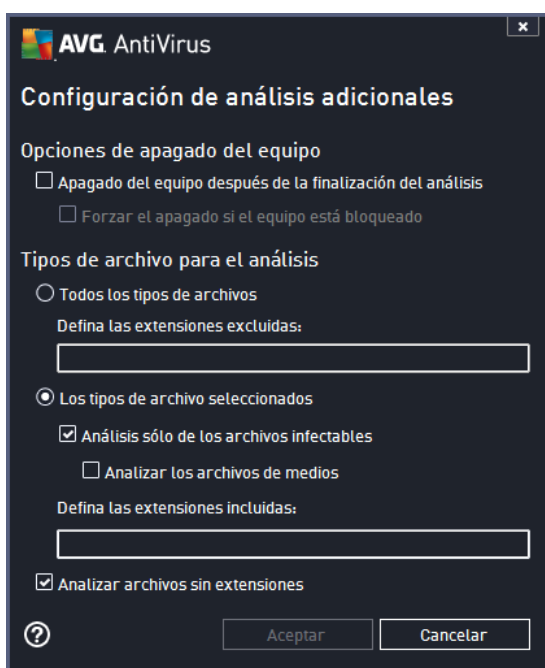 AVG. AntiVirus
Configuración de análisis adicionales
Opciones de apagado del equipo
Apagado del equipo después de la finalización del análisis
Forzar el apagado si el equipo está bloqueado
Tipos de archivo para el análisis
Todos los tipos de archivos
Defina las extensiones excluidas:
Los tipos de archivo seleccionados
Análisis sólo de los archivos infectables
Analizar los archivos de medios
Defina las extensiones incluidas:
Analizar archivos sin extensiones
? Aceptar Cancelar